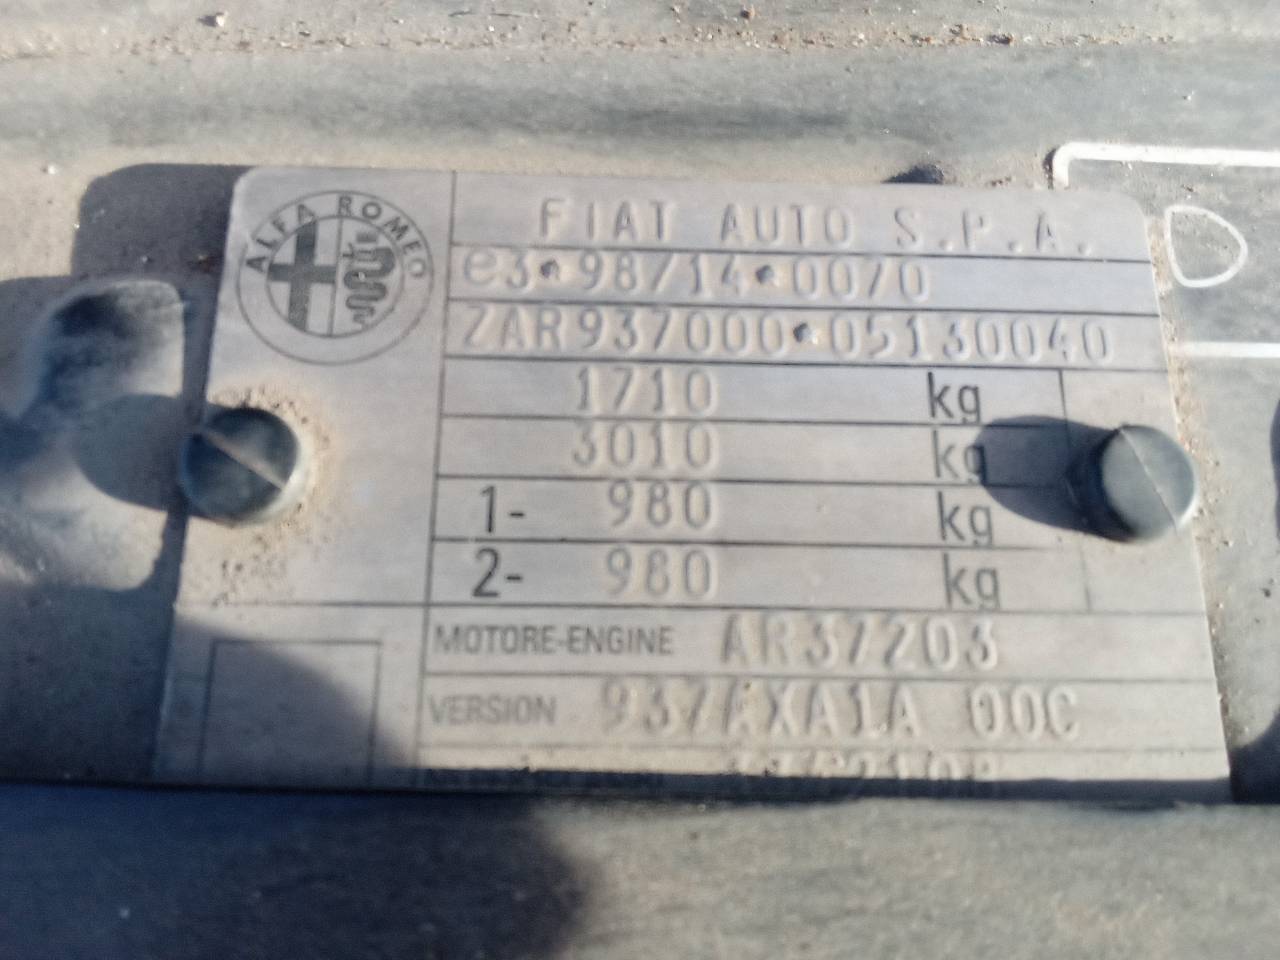 ALFA ROMEO
FIAT AUTO S.P.A.
e3*98/14*0070
ZAR937000*05130040
1710 kg
3010 kg
1- 980 kg
2- 980 kg
MOTORE-ENGINE AR37203
VERSION 937AXA1A 00C